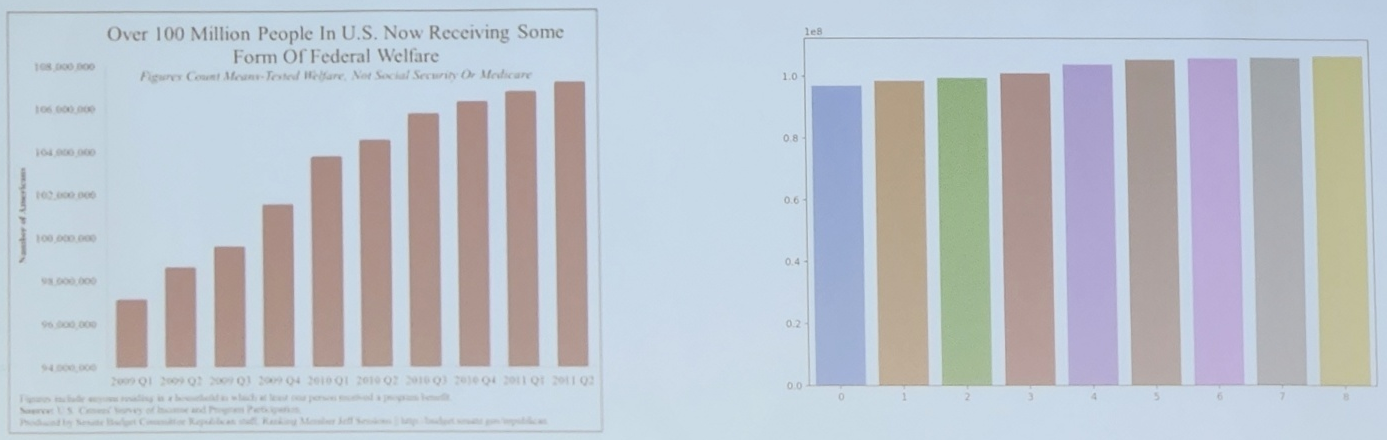 Over 100 Million People In U.S. Now Receiving Some
Form Of Federal Welfare
Figures Count Means-Tested Welfare, Not Social Security Or Medicare
108,000,000
106,000,000
104,000,000
102,000,000
100,000,000
98,000,000
96,000,000
94,000,000
Number of Americans
2009 Q1 2009 Q2 2009 Q3 2009 Q4 2010 Q1 2010 Q2 2010 Q3 2010 Q4 2011 Q1 2011 Q2
Figures include anyone residing in a household in which at least one person received a program benefit.
Source: U.S. Census' Survey of Income and Program Participation.
Produced by Senate Budget Committee Republican staff, Ranking Member Jeff Sessions | http://budget.senate.gov/republican
1e8
1.0
0.8
0.6
0.4
0.2
0.0
0 1 2 3 4 5 6 7 8